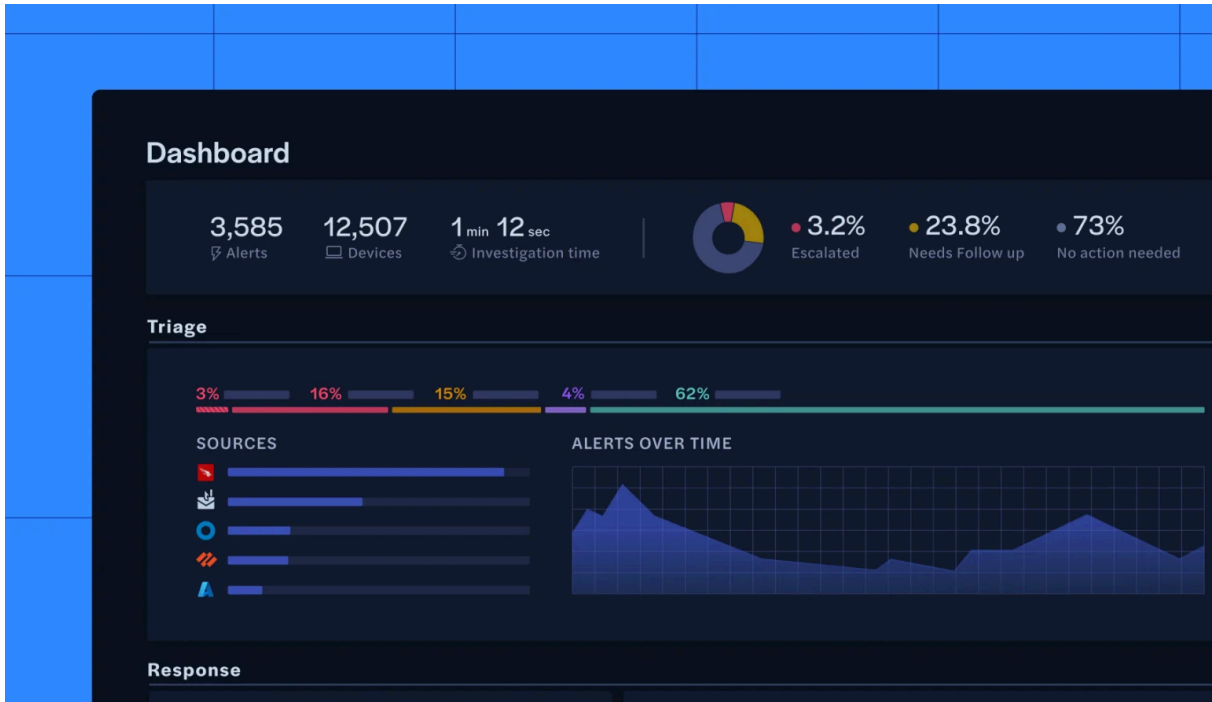 Dashboard
3,585 12,507 1 min 12 sec 3.2% 23.8% 73%
Alerts Devices Investigation time Escalated Needs Follow up No action needed
Triage
3% 16% 15% 4% 62%
SOURCES ALERTS OVER TIME
Response